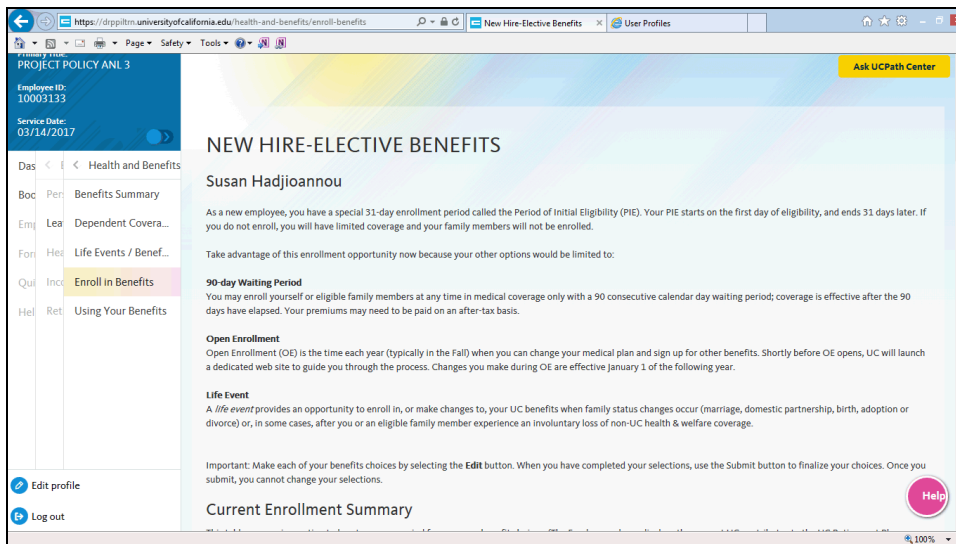 https://drppiltrn.universityofcalifornia.edu/health-and-benefits/enroll-benefits
New Hire-Elective Benefits
User Profiles
Page Safety Tools
PROJECT POLICY ANL 3
Employee ID:
10003133
Service Date:
03/14/2017
Ask UCPath Center
Das
Health and Benefits
Boo Per Benefits Summary
Emp Lea Dependent Covera...
For Hea Life Events / Benef...
Qui Inco Enroll in Benefits
Hel Ret Using Your Benefits
Edit profile
Log out
NEW HIRE-ELECTIVE BENEFITS
Susan Hadjioannou
As a new employee, you have a special 31-day enrollment period called the Period of Initial Eligibility (PIE). Your PIE starts on the first day of eligibility, and ends 31 days later. If
you do not enroll, you will have limited coverage and your family members will not be enrolled.
Take advantage of this enrollment opportunity now because your other options would be limited to:
90-day Waiting Period
You may enroll yourself or eligible family members at any time in medical coverage only with a 90 consecutive calendar day waiting period; coverage is effective after the 90
days have elapsed. Your premiums may need to be paid on an after-tax basis.
Open Enrollment
Open Enrollment (OE) is the time each year (typically in the Fall) when you can change your medical plan and sign up for other benefits. Shortly before OE opens, UC will launch
a dedicated web site to guide you through the process. Changes you make during OE are effective January 1 of the following year.
Life Event
A life event provides an opportunity to enroll in, or make changes to, your UC benefits when family status changes occur (marriage, domestic partnership, birth, adoption or
divorce) or, in some cases, after you or an eligible family member experience an involuntary loss of non-UC health & welfare coverage.
Important: Make each of your benefits choices by selecting the Edit button. When you have completed your selections, use the Submit button to finalize your choices. Once you
submit, you cannot change your selections.
Help
Current Enrollment Summary
100%